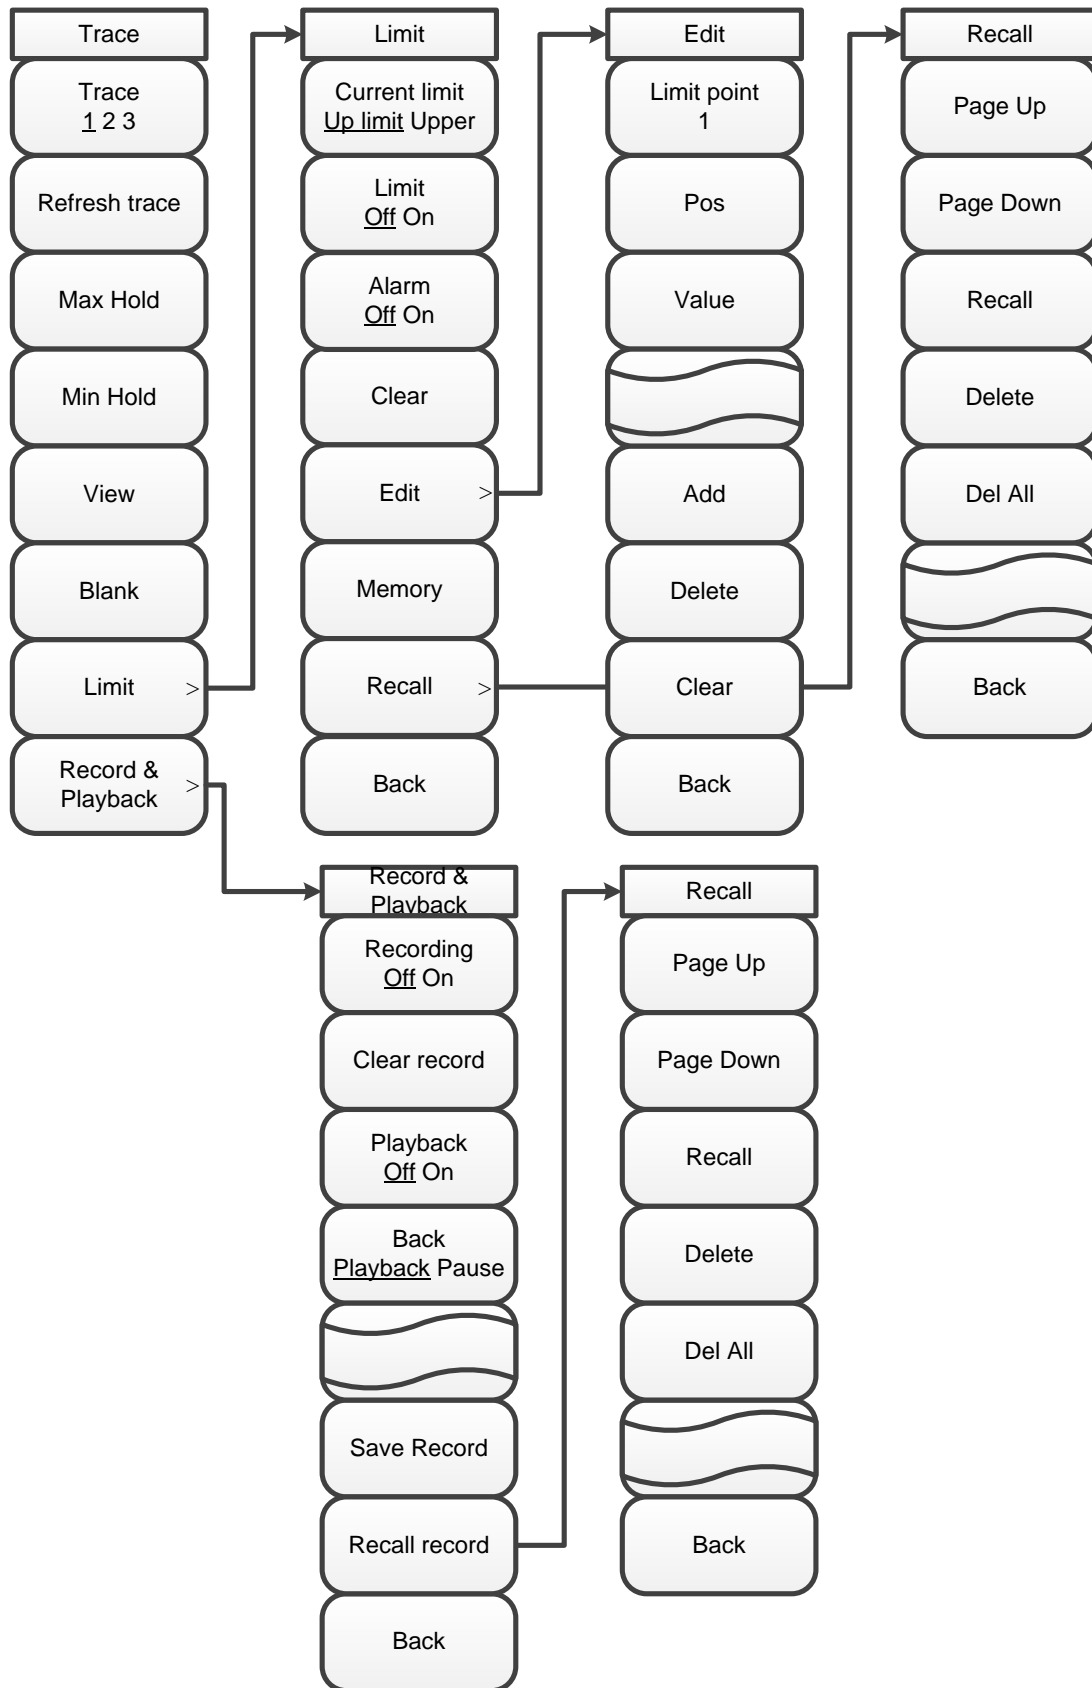 Trace
Trace
1 2 3
Refresh trace
Max Hold
Min Hold
View
Blank
Limit >
Record &
Playback >
Limit
Current limit
Up limit Upper
Limit
Off On
Alarm
Off On
Clear
Edit >
Memory
Recall >
Back
Edit
Limit point
1
Pos
Value
Add
Delete
Clear
Back
Recall
Page Up
Page Down
Recall
Delete
Del All
Back
Record &
Playback
Recording
Off On
Clear record
Playback
Off On
Back
Playback Pause
Save Record
Recall record
Back
Recall
Page Up
Page Down
Recall
Delete
Del All
Back